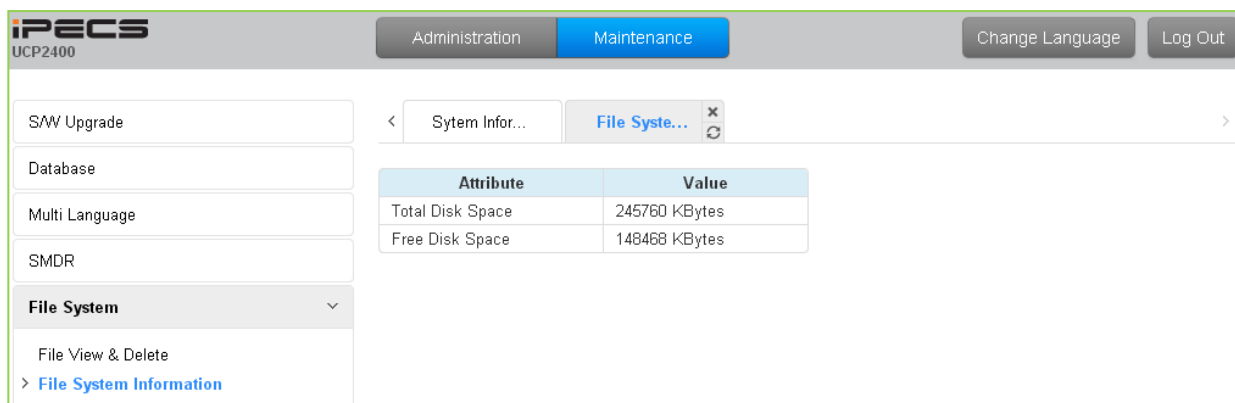 iPECS
UCP2400
Administration
Maintenance
Change Language
Log Out
S/W Upgrade
Database
Multi Language
SMDR
File System
File View & Delete
File System Information
Sytem Infor...
File Syste...
Attribute Value
Total Disk Space 245760 KBytes
Free Disk Space 148468 KBytes